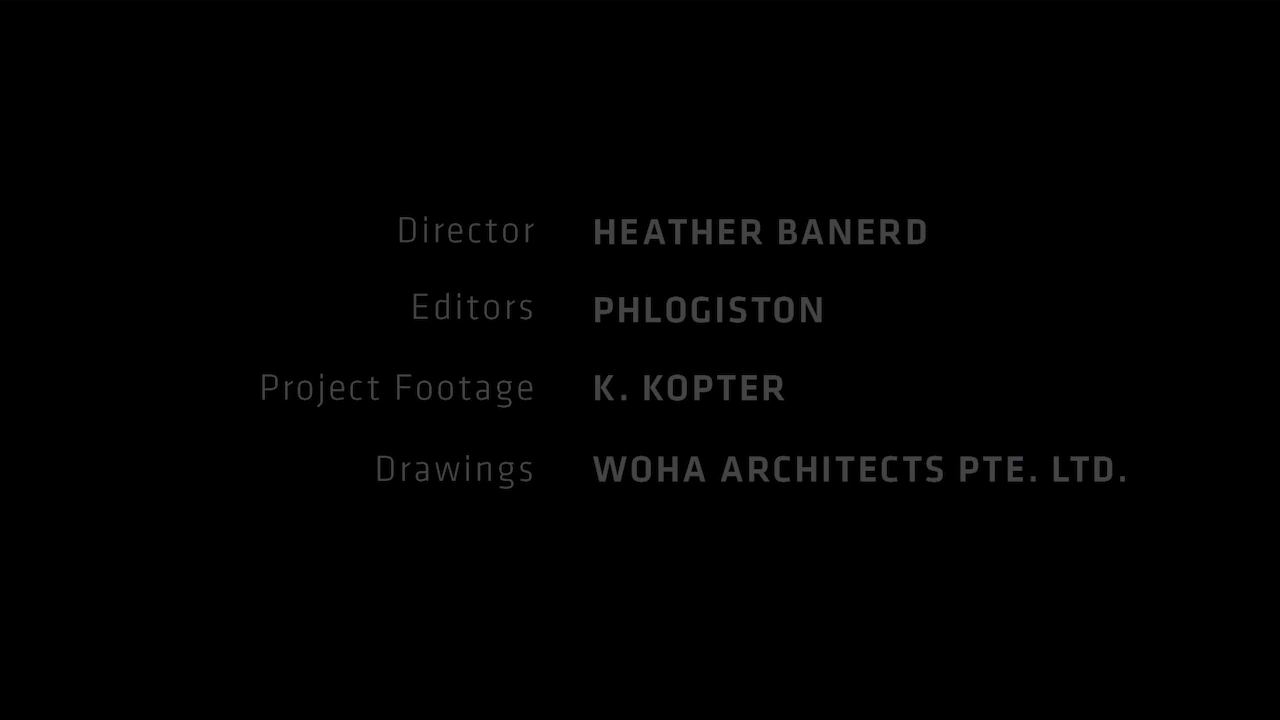 Director HEATHER BANERD
Editors PHLOGISTON
Project Footage K. KOPTER
Drawings WOHA ARCHITECTS PTE. LTD.